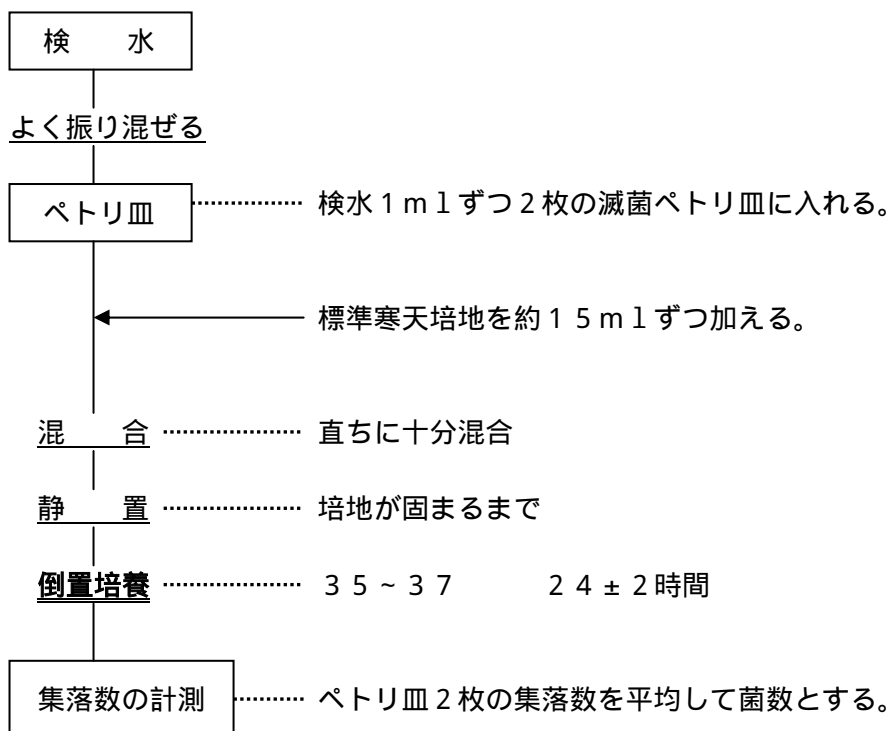 検　　水
よく振り混ぜる
ペトリ皿 ……………… 検水１ｍｌずつ２枚の滅菌ペトリ皿に入れる。
標準寒天培地を約１５ｍｌずつ加える。
混　　合 ……………… 直ちに十分混合
静　　置 ……………… 培地が固まるまで
倒置培養 ……………… ３５～３７　　　２４±２時間
集落数の計測 ………… ペトリ皿２枚の集落数を平均して菌数とする。